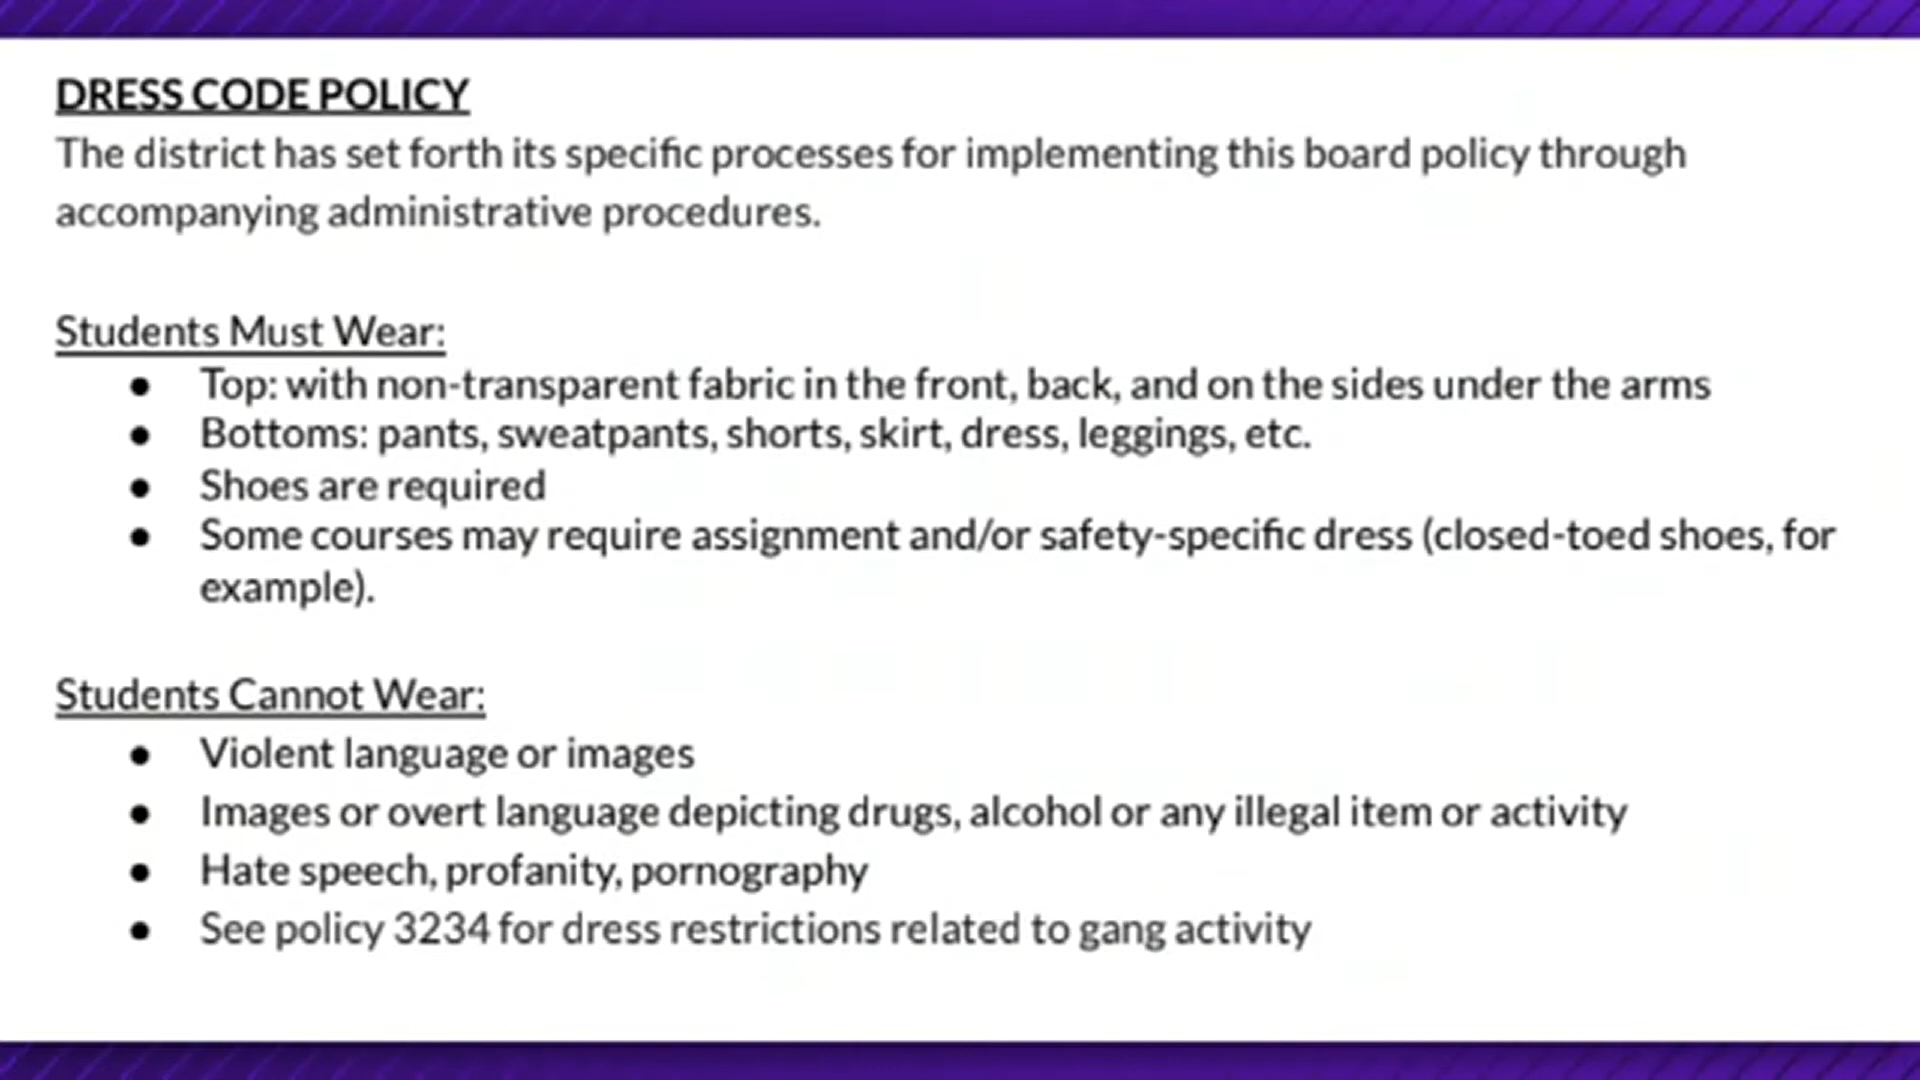 DRESS CODE POLICY
The district has set forth its specific processes for implementing this board policy through
accompanying administrative procedures.
Students Must Wear:
● Top: with non-transparent fabric in the front, back, and on the sides under the arms
● Bottoms: pants, sweatpants, shorts, skirt, dress, leggings, etc.
● Shoes are required
● Some courses may require assignment and/or safety-specific dress (closed-toed shoes, for
example).
Students Cannot Wear:
● Violent language or images
● Images or overt language depicting drugs, alcohol or any illegal item or activity
● Hate speech, profanity, pornography
● See policy 3234 for dress restrictions related to gang activity